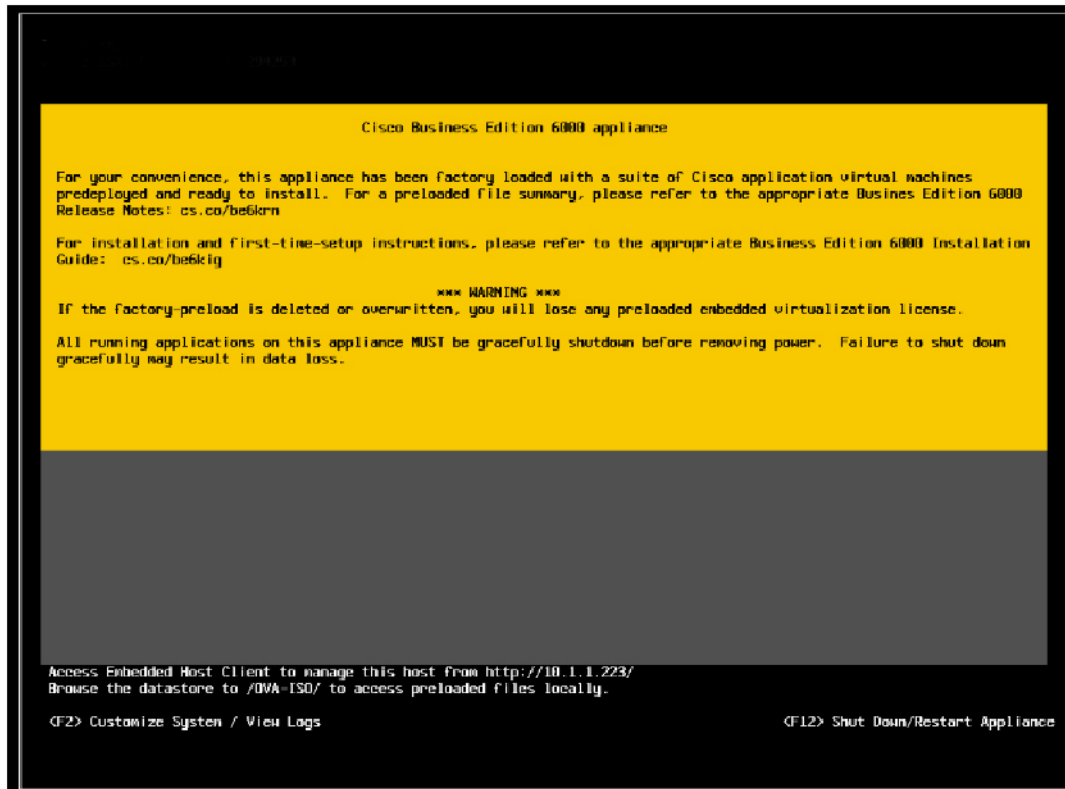 Cisco Business Edition 6000 appliance
For your convenience, this appliance has been factory loaded with a suite of Cisco application virtual machines
predeployed and ready to install. For a preloaded file summary, please refer to the appropriate Busines Edition 6000
Release Notes: cs.co/be6krn
For installation and first-time-setup instructions, please refer to the appropriate Business Edition 6000 Installation
Guide: cs.co/be6kig
*** WARNING ***
If the factory-preload is deleted or overwritten, you will lose any preloaded embedded virtualization license.
All running applications on this appliance MUST be gracefully shutdown before removing power. Failure to shut down
gracefully may result in data loss.
Access Embedded Host Client to manage this host from http://10.1.1.223/
Browse the datastore to /OVA-ISO/ to access preloaded files locally.
<F2> Customize System / View Logs
<F12> Shut Down/Restart Appliance